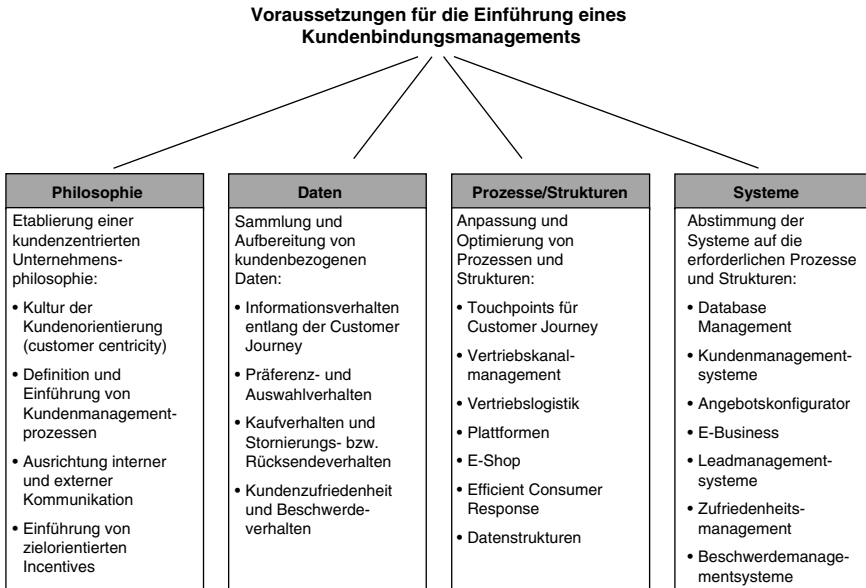 Voraussetzungen für die Einführung eines
Kundenbindungsmanagements
Philosophie
Etablierung einer
kundenzentrierten
Unternehmens-
philosophie:
• Kultur der
Kundenorientierung
(customer centricity)
• Definition und
Einführung von
Kundenmanagement-
prozessen
• Ausrichtung interner
und externer
Kommunikation
• Einführung von
zielorientierten
Incentives
Daten
Sammlung und
Aufbereitung von
kundenbezogenen
Daten:
• Informationsverhalten
entlang der Customer
Journey
• Präferenz- und
Auswahlverhalten
• Kaufverhalten und
Stornierungs- bzw.
Rücksendeverhalten
• Kundenzufriedenheit
und Beschwerde-
verhalten
Prozesse/Strukturen
Anpassung und
Optimierung von
Prozessen und
Strukturen:
• Touchpoints für
Customer Journey
• Vertriebskanal-
management
• Vertriebslogistik
• Plattformen
• E-Shop
• Efficient Consumer
Response
• Datenstrukturen
Systeme
Abstimmung der
Systeme auf die
erforderlichen Prozesse
und Strukturen:
• Database
Management
• Kundenmanagement-
systeme
• Angebotskonfigurator
• E-Business
• Leadmanagement-
systeme
• Zufriedenheits-
management
• Beschwerdemanage-
mentsysteme